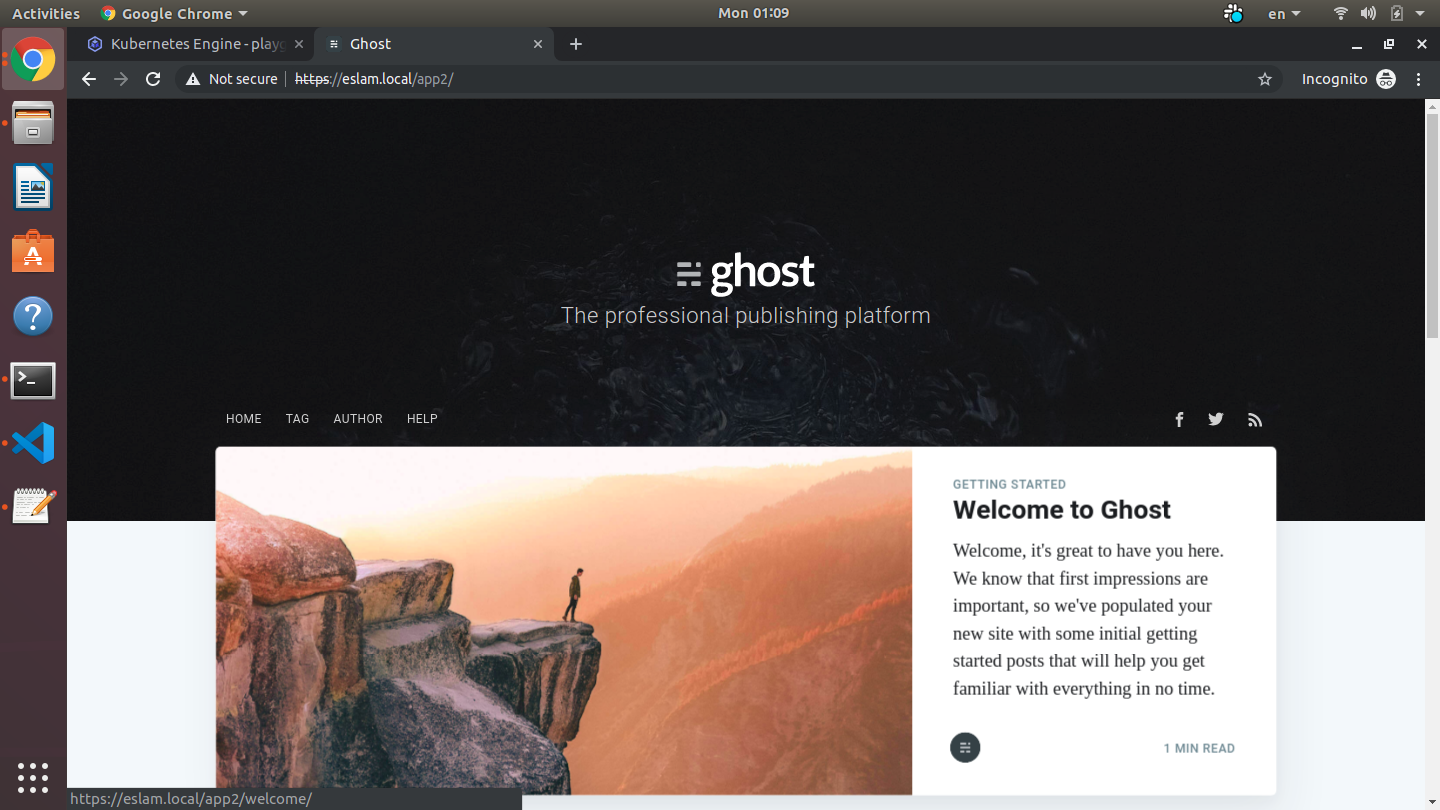 Activities
Google Chrome
Mon 01:09
en
Kubernetes Engine - play
Ghost
Not secure
https://eslam.local/app2/
Incognito
ghost
The professional publishing platform
HOME
TAG
AUTHOR
HELP
GETTING STARTED
Welcome to Ghost
Welcome, it's great to have you here.
We know that first impressions are
important, so we've populated your
new site with some initial getting
started posts that will help you get
familiar with everything in no time.
1 MIN READ
https://eslam.local/app2/welcome/